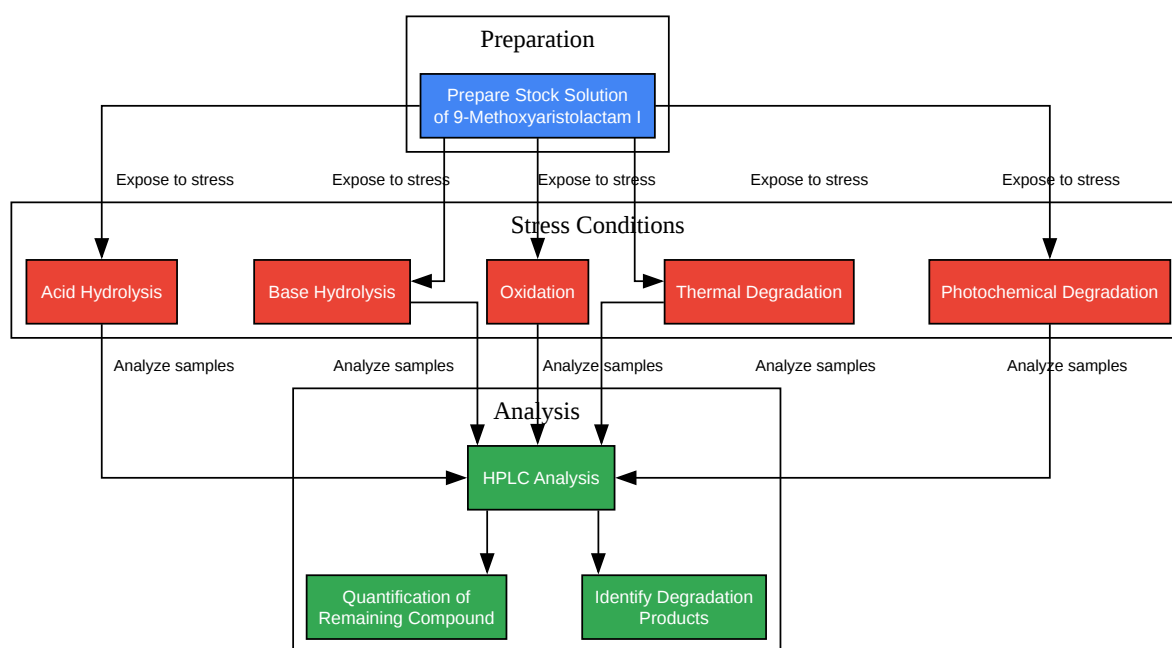 Preparation
Prepare Stock Solution
of 9-Methoxyaristolactam I
Expose to stress
Expose to stress
Expose to stress
Expose to stress
Expose to stress
Stress Conditions
Acid Hydrolysis
Base Hydrolysis
Oxidation
Thermal Degradation
Photochemical Degradation
Analyze samples
Analyze samples
Analyze samples
Analyze samples
Analyze samples
Analysis
HPLC Analysis
Quantification of
Remaining Compound
Identify Degradation
Products